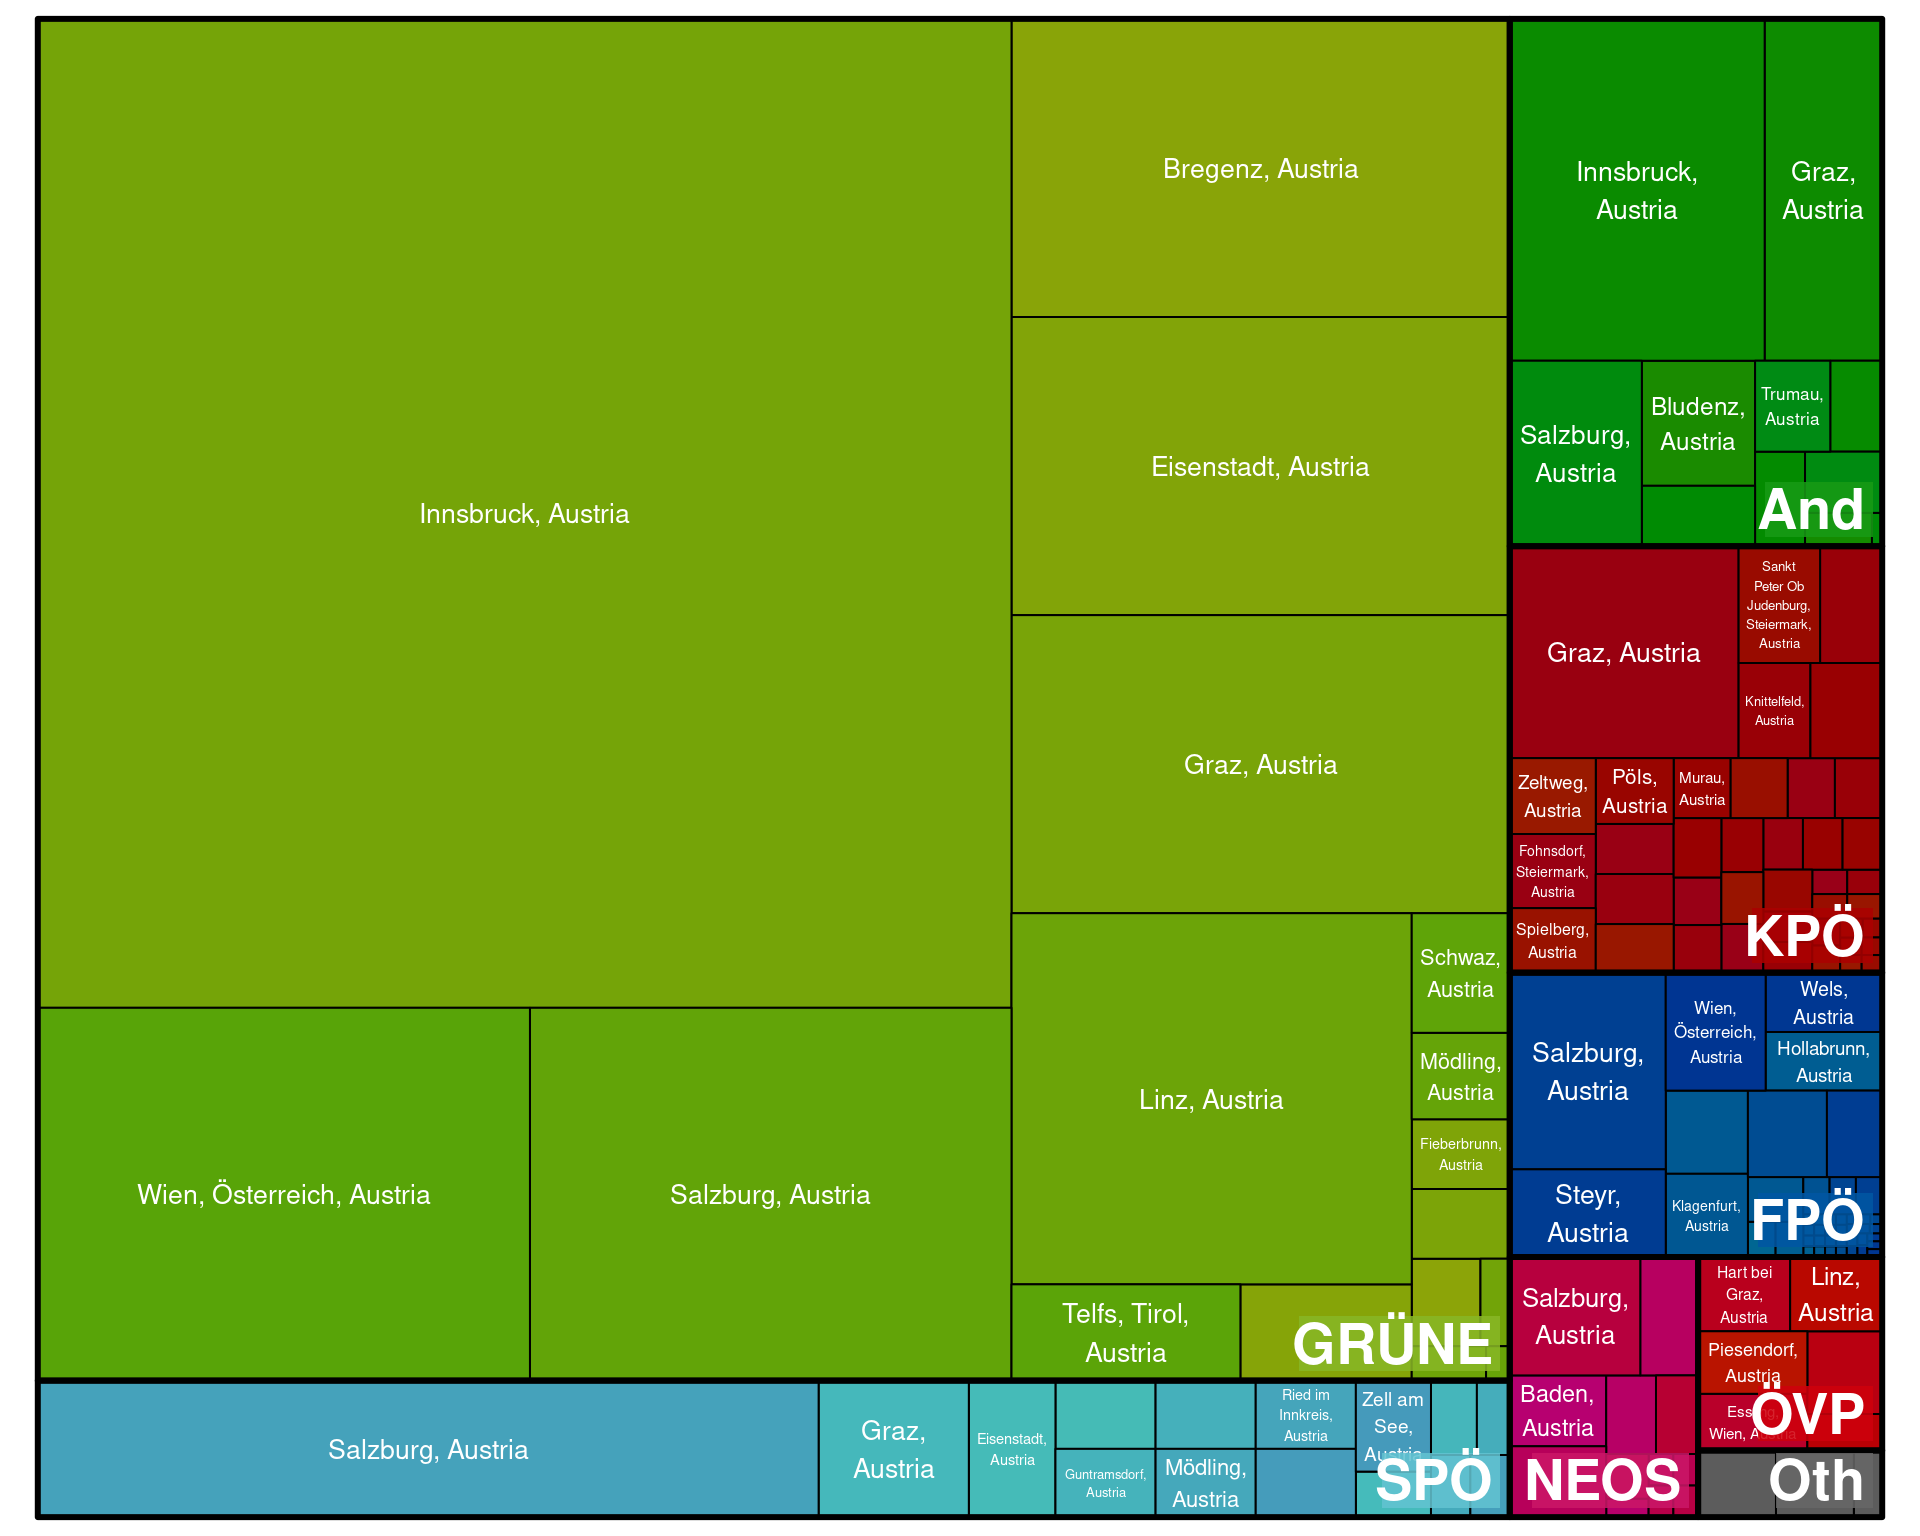 Innsbruck, Austria
Bregenz, Austria
Eisenstadt, Austria
Graz, Austria
Wien, Österreich, Austria
Salzburg, Austria
Linz, Austria
Schwaz,
Austria
Mödling,
Austria
Fieberbrunn,
Austria
Telfs, Tirol,
Austria
GRÜNE
Salzburg, Austria
Graz,
Austria
Eisenstadt,
Austria
Guntramsdorf,
Austria
Mödling,
Austria
Ried im
Innkreis,
Austria
Zell am
See,
Austria
SPÖ
Innsbruck,
Austria
Graz,
Austria
Salzburg,
Austria
Bludenz,
Austria
Trumau,
Austria
And
Graz, Austria
Sankt
Peter Ob
Judenburg,
Steiermark,
Austria
Knittelfeld,
Austria
Zeltweg,
Austria
Pöls,
Austria
Murau,
Austria
Fohnsdorf,
Steiermark,
Austria
Spielberg,
Austria
KPÖ
Salzburg,
Austria
Wien,
Österreich,
Austria
Wels,
Austria
Hollabrunn,
Austria
Steyr,
Austria
Klagenfurt,
Austria
FPÖ
Salzburg,
Austria
Baden,
Austria
NEOS
Hart bei
Graz,
Austria
Linz,
Austria
Piesendorf,
Austria
Essling,
Wien, Austria
ÖVP
Oth